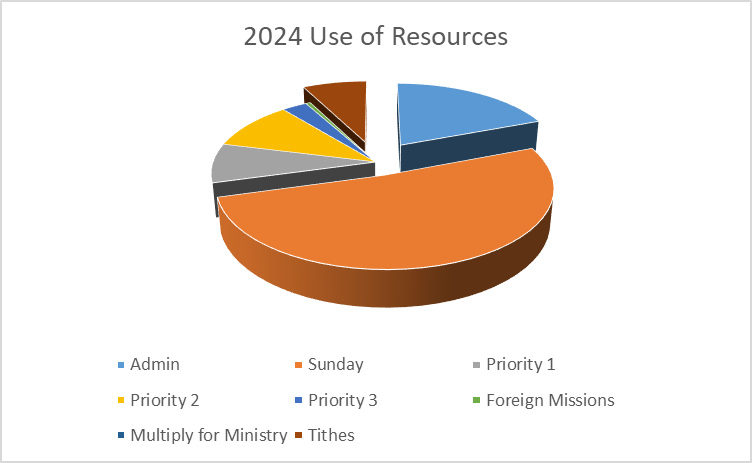 2024 Use of Resources
Admin Sunday Priority 1
Priority 2 Priority 3 Foreign Missions
Multiply for Ministry Tithes